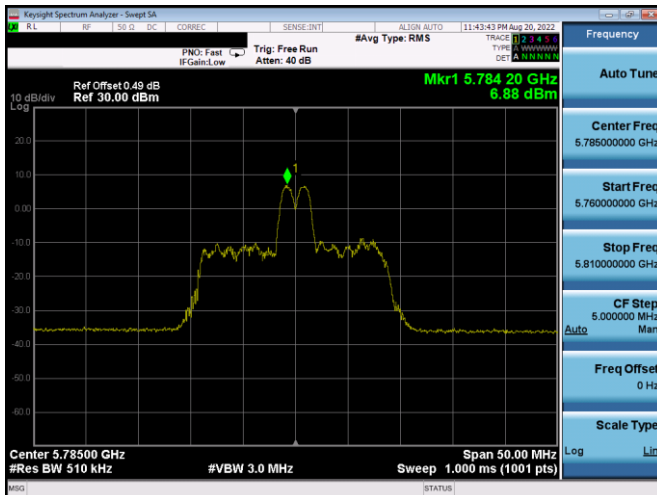 Keysight Spectrum Analyzer - Swept SA
RL RF 50 Ω DC CORREC SENSE:INT ALIGN AUTO 11:43:43 PM Aug 20, 2022
#Avg Type: RMS
TRACE 1 2 3 4 5 6
TYPE A WWWWW
DET A N N N N N
PNO: Fast
IFGain:Low
Trig: Free Run
Atten: 40 dB
Mkr1 5.784 20 GHz
6.88 dBm
Ref Offset 0.49 dB
Ref 30.00 dBm
10 dB/div
Log
1
20.0
10.0
0.00
-10.0
-20.0
-30.0
-40.0
-50.0
-60.0
Center 5.78500 GHz
#Res BW 510 kHz
#VBW 3.0 MHz
Span 50.00 MHz
Sweep 1.000 ms (1001 pts)
MSG
STATUS
Frequency
Auto Tune
Center Freq
5.785000000 GHz
Start Freq
5.760000000 GHz
Stop Freq
5.810000000 GHz
CF Step
5.000000 MHz
Auto Man
Freq Offset
0 Hz
Scale Type
Log Lin